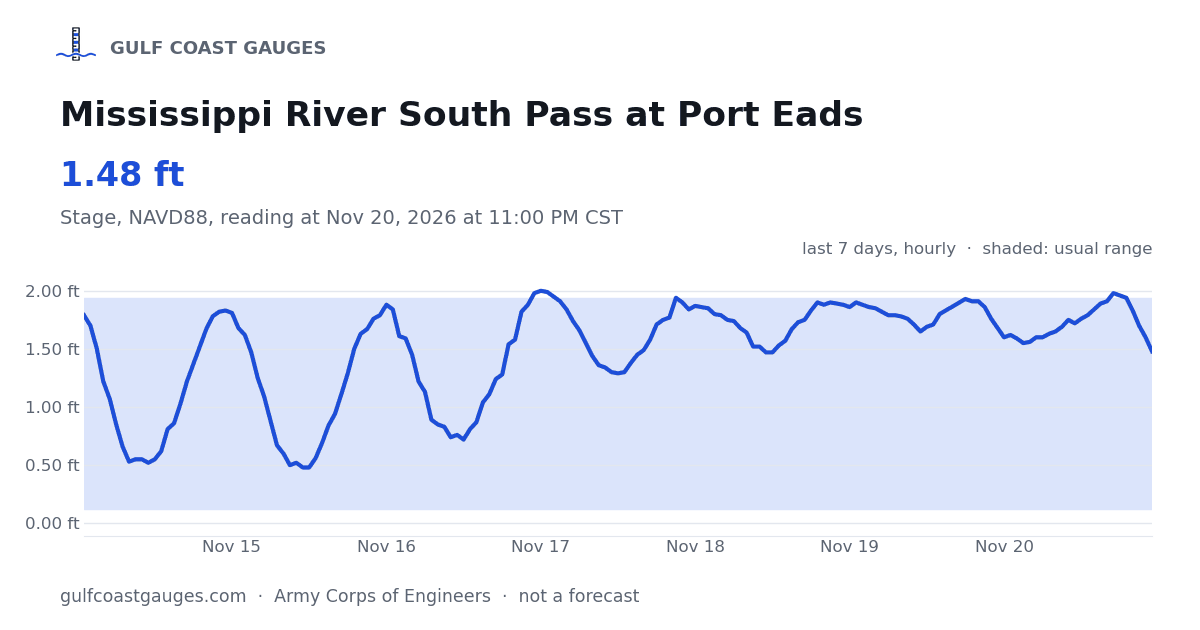 GULF COAST GAUGES
Mississippi River South Pass at Port Eads
1.48 ft
Stage, NAVD88, reading at Nov 20, 2026 at 11:00 PM CST
last 7 days, hourly · shaded: usual range
2.00 ft
1.50 ft
1.00 ft
0.50 ft
0.00 ft
Nov 15 Nov 16 Nov 17 Nov 18 Nov 19 Nov 20
gulfcoastgauges.com · Army Corps of Engineers · not a forecast